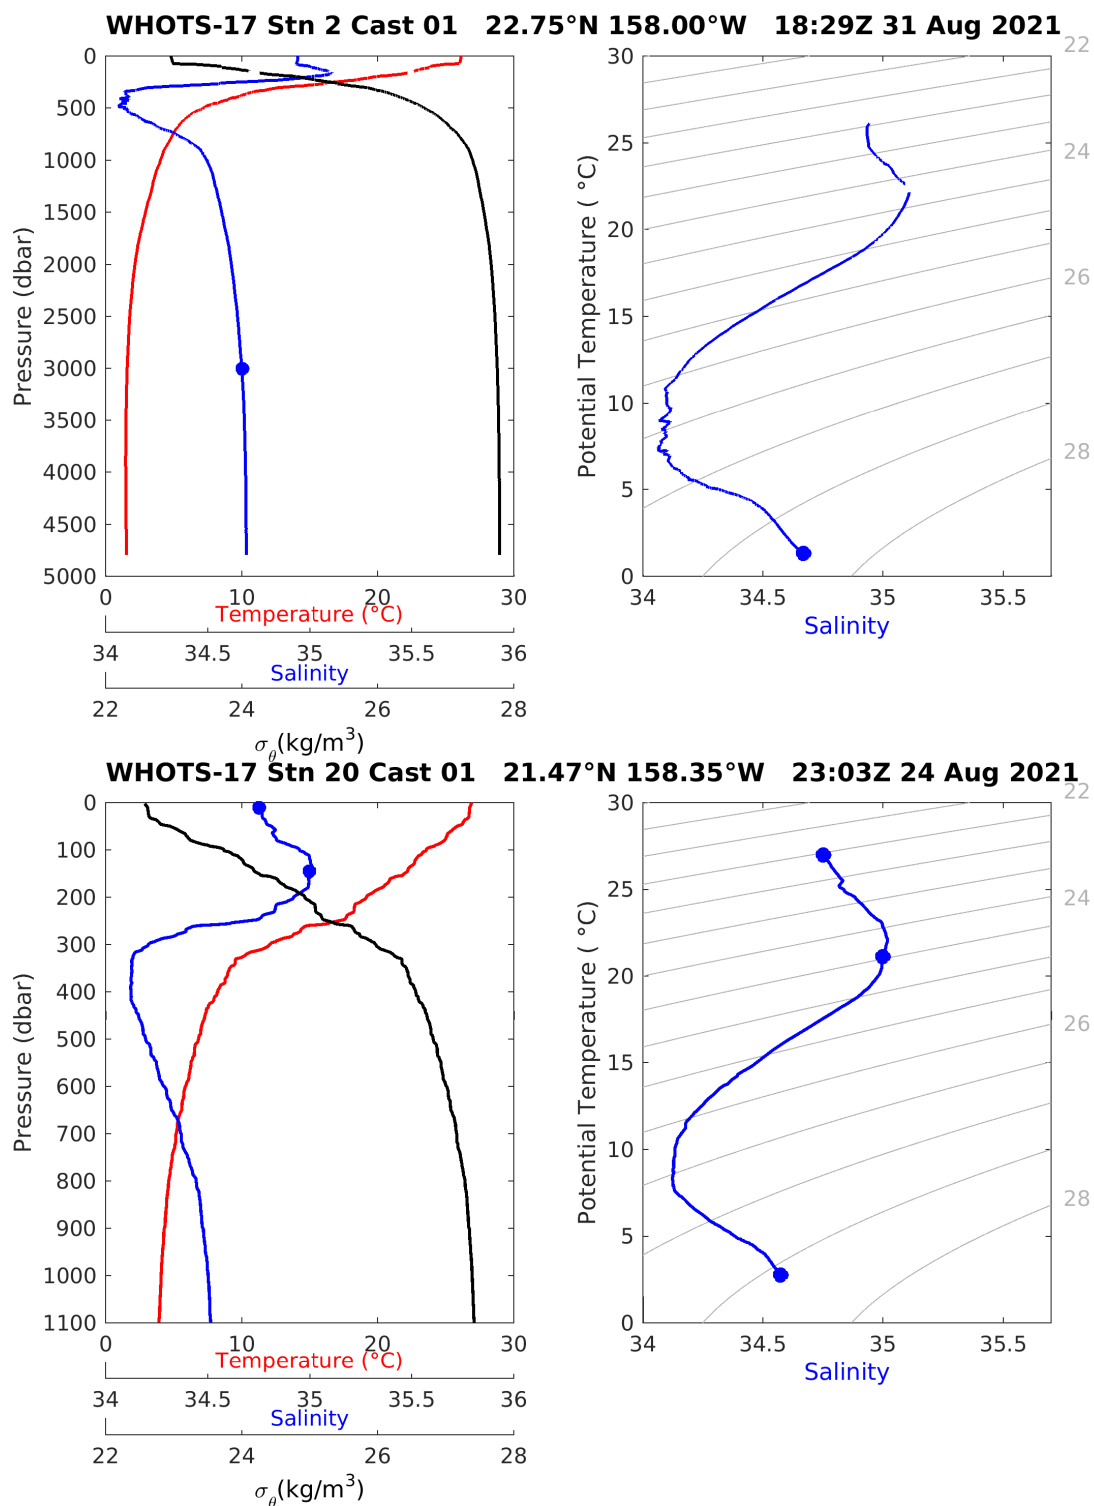 WHOTS-17 Stn 2 Cast 01   22.75°N 158.00°W   18:29Z 31 Aug 2021
0
500
1000
1500
2000
2500
3000
3500
4000
4500
5000
Pressure (dbar)
0 10 20 30
Temperature (°C)
34 34.5 35 35.5 36
Salinity
22 24 26 28
σθ(kg/m3)
30
25
20
15
10
5
0
Potential Temperature ( °C)
34 34.5 35 35.5
Salinity
22
24
26
28
WHOTS-17 Stn 20 Cast 01   21.47°N 158.35°W   23:03Z 24 Aug 2021
0
100
200
300
400
500
600
700
800
900
1000
1100
Pressure (dbar)
0 10 20 30
Temperature (°C)
34 34.5 35 35.5 36
Salinity
22 24 26 28
σθ(kg/m3)
30
25
20
15
10
5
0
Potential Temperature ( °C)
34 34.5 35 35.5
Salinity
22
24
26
28